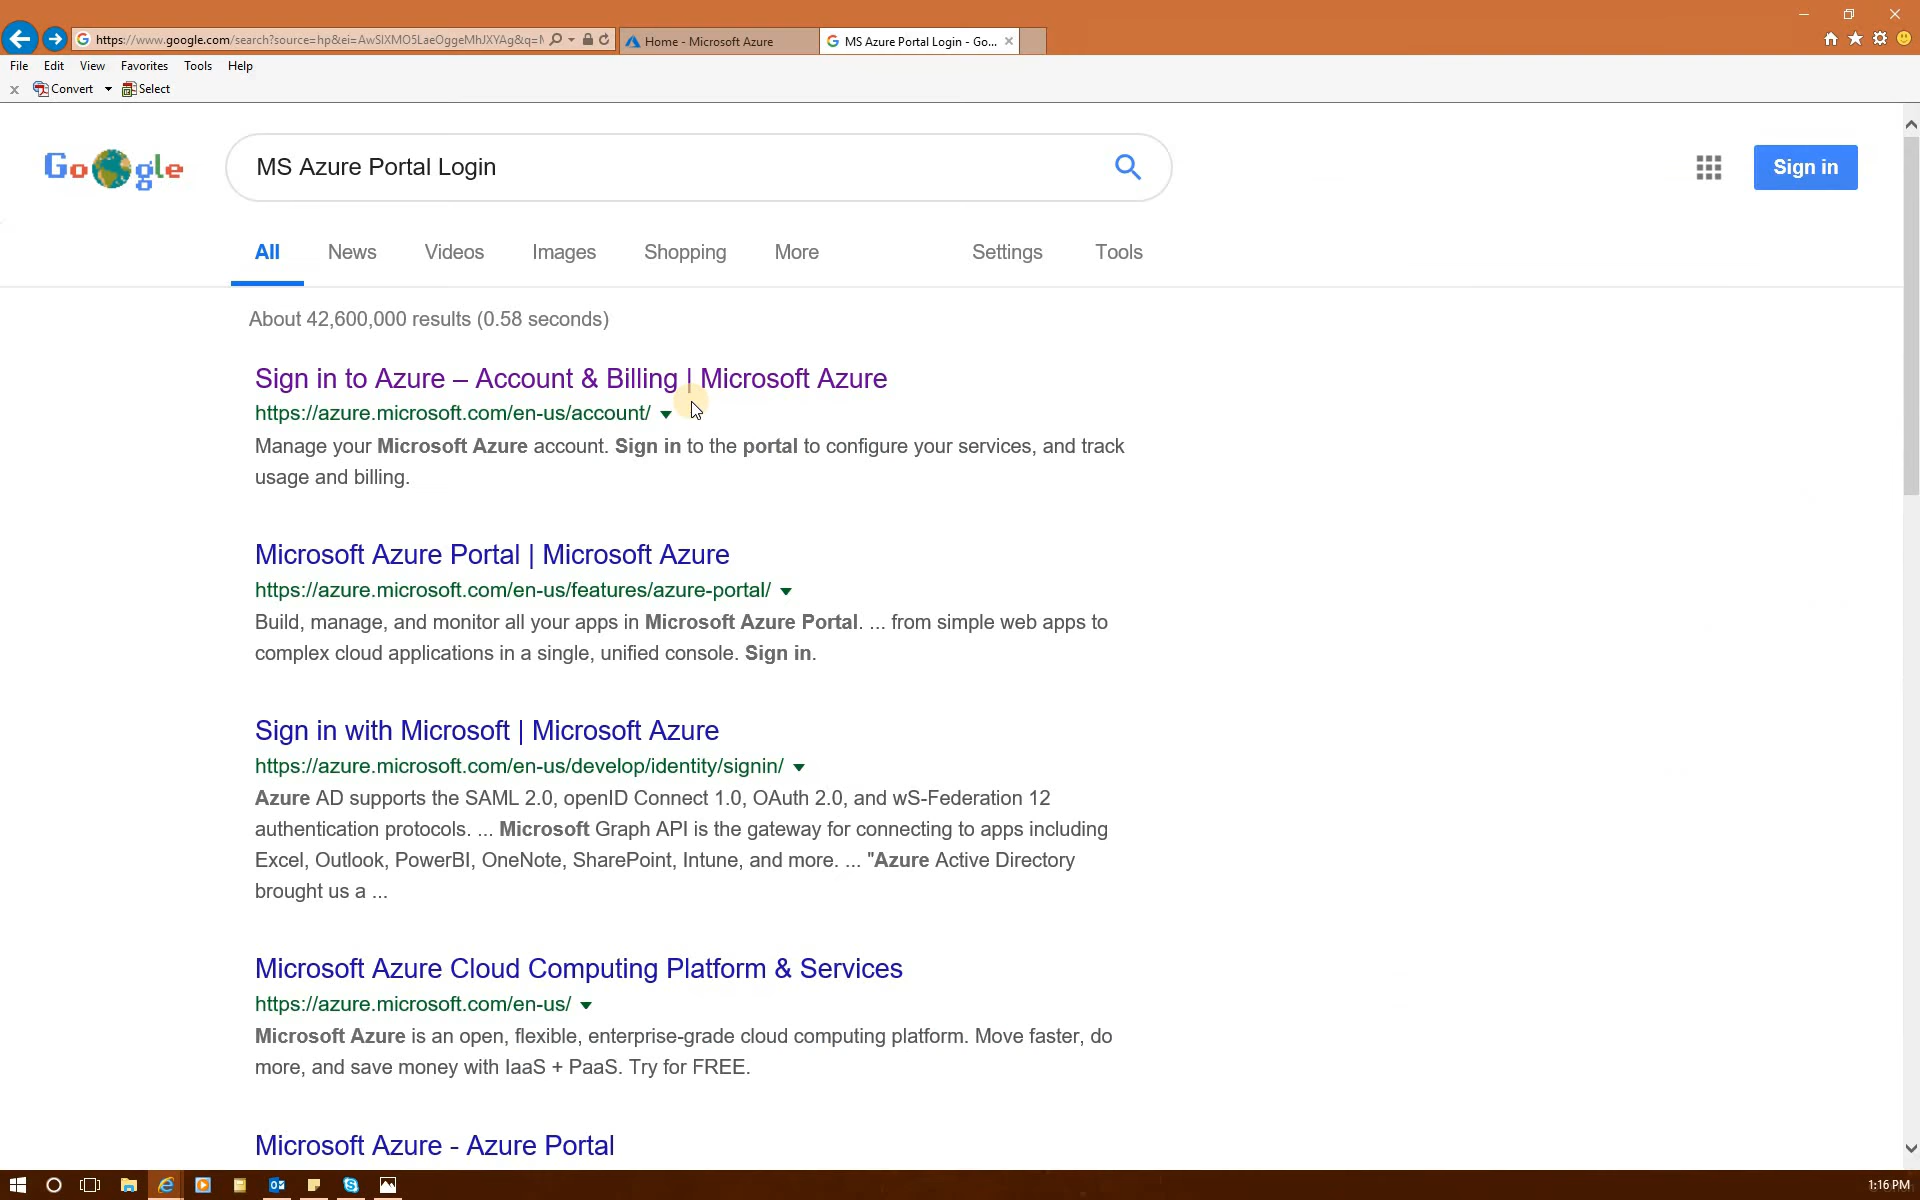 https://www.google.com/search?source=hp&ei=AwSlXMO5LaeOggeMhJXYAg&q=
Home - Microsoft Azure
MS Azure Portal Login - Go...
File Edit View Favorites Tools Help
Convert Select
Google
MS Azure Portal Login
Sign in
All News Videos Images Shopping More Settings Tools
About 42,600,000 results (0.58 seconds)
Sign in to Azure – Account & Billing | Microsoft Azure
https://azure.microsoft.com/en-us/account/
Manage your Microsoft Azure account. Sign in to the portal to configure your services, and track
usage and billing.
Microsoft Azure Portal | Microsoft Azure
https://azure.microsoft.com/en-us/features/azure-portal/
Build, manage, and monitor all your apps in Microsoft Azure Portal. ... from simple web apps to
complex cloud applications in a single, unified console. Sign in.
Sign in with Microsoft | Microsoft Azure
https://azure.microsoft.com/en-us/develop/identity/signin/
Azure AD supports the SAML 2.0, openID Connect 1.0, OAuth 2.0, and wS-Federation 12
authentication protocols. ... Microsoft Graph API is the gateway for connecting to apps including
Excel, Outlook, PowerBI, OneNote, SharePoint, Intune, and more. ... "Azure Active Directory
brought us a ...
Microsoft Azure Cloud Computing Platform & Services
https://azure.microsoft.com/en-us/
Microsoft Azure is an open, flexible, enterprise-grade cloud computing platform. Move faster, do
more, and save money with IaaS + PaaS. Try for FREE.
Microsoft Azure - Azure Portal
1:16 PM